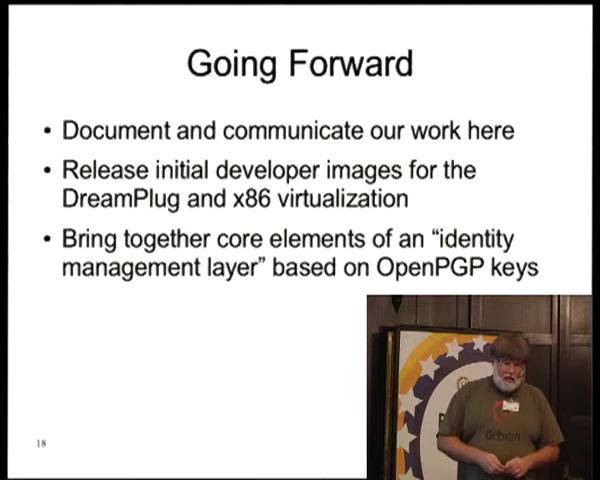 Going Forward
• Document and communicate our work here
• Release initial developer images for the
DreamPlug and x86 virtualization
• Bring together core elements of an “identity
management layer” based on OpenPGP keys
debian
18